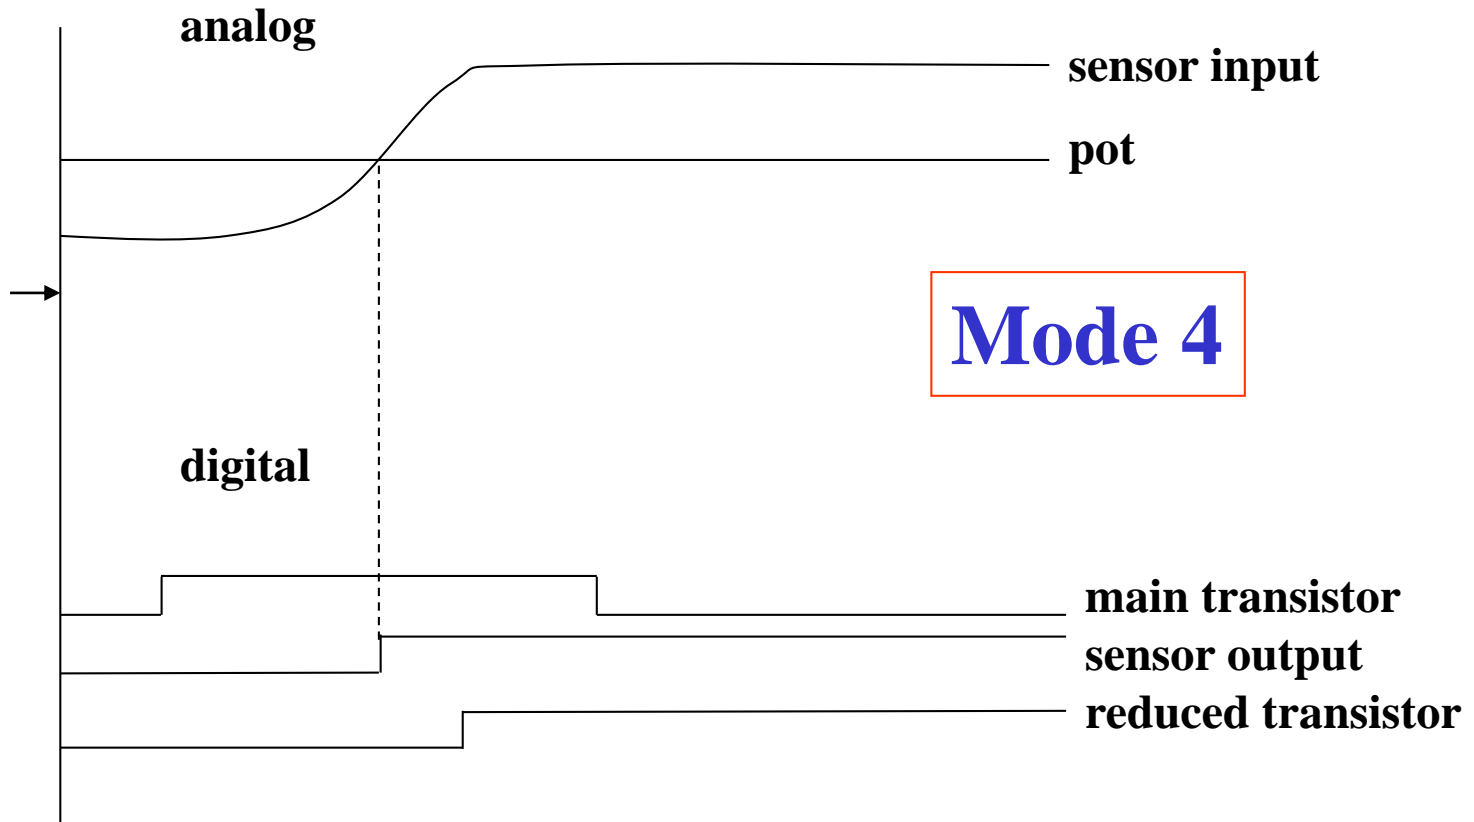 analog
sensor input
pot
Mode 4
digital
main transistor
sensor output
reduced transistor